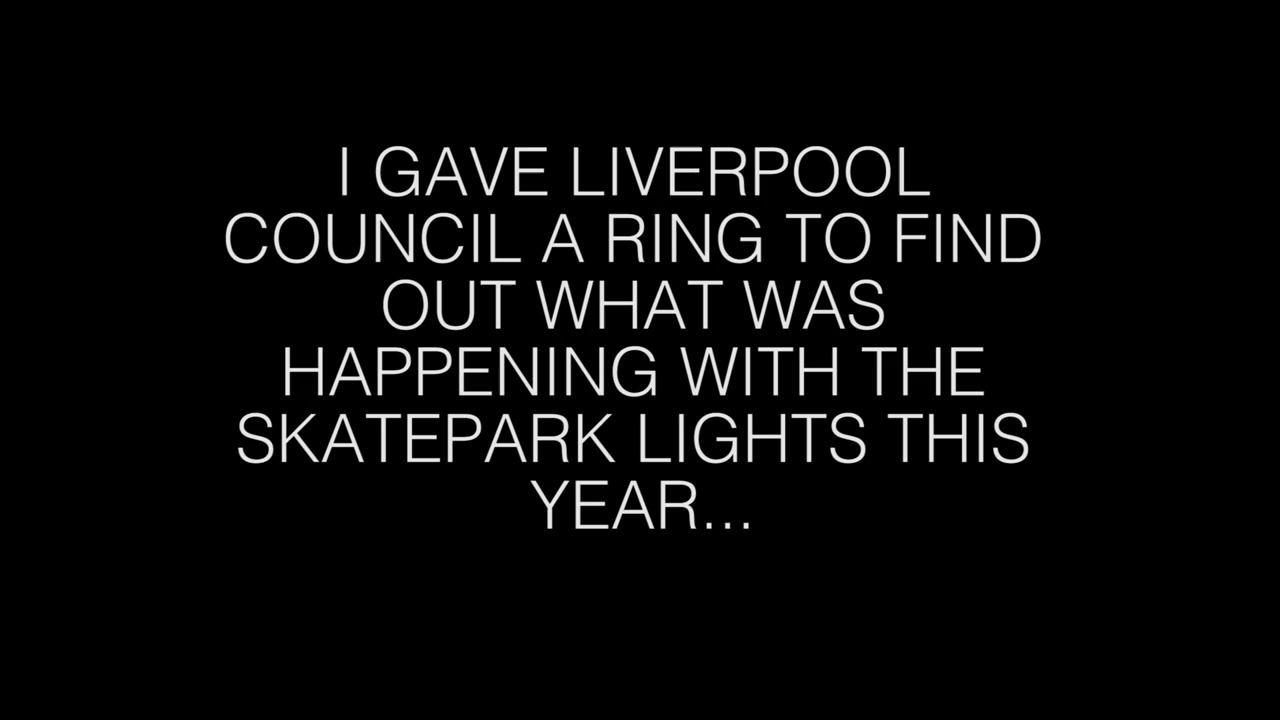 I GAVE LIVERPOOL
COUNCIL A RING TO FIND
OUT WHAT WAS
HAPPENING WITH THE
SKATEPARK LIGHTS THIS
YEAR...